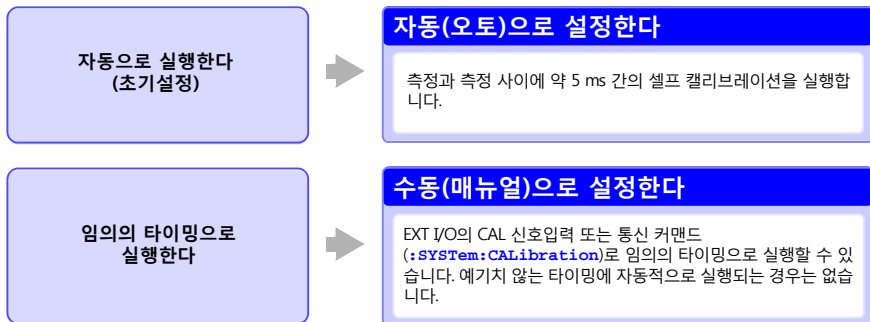 자동으로 실행한다
(초기설정)
자동(오토)으로 설정한다
측정과 측정 사이에 약 5 ms 간의 셀프 캘리브레이션을 실행합
니다.
임의의 타이밍으로
실행한다
수동(매뉴얼)으로 설정한다
EXT I/O의 CAL 신호입력 또는 통신 커맨드
(:SYSTem:CALibration)로 임의의 타이밍으로 실행할 수 있
습니다. 예기치 않는 타이밍에 자동적으로 실행되는 경우는 없습
니다.